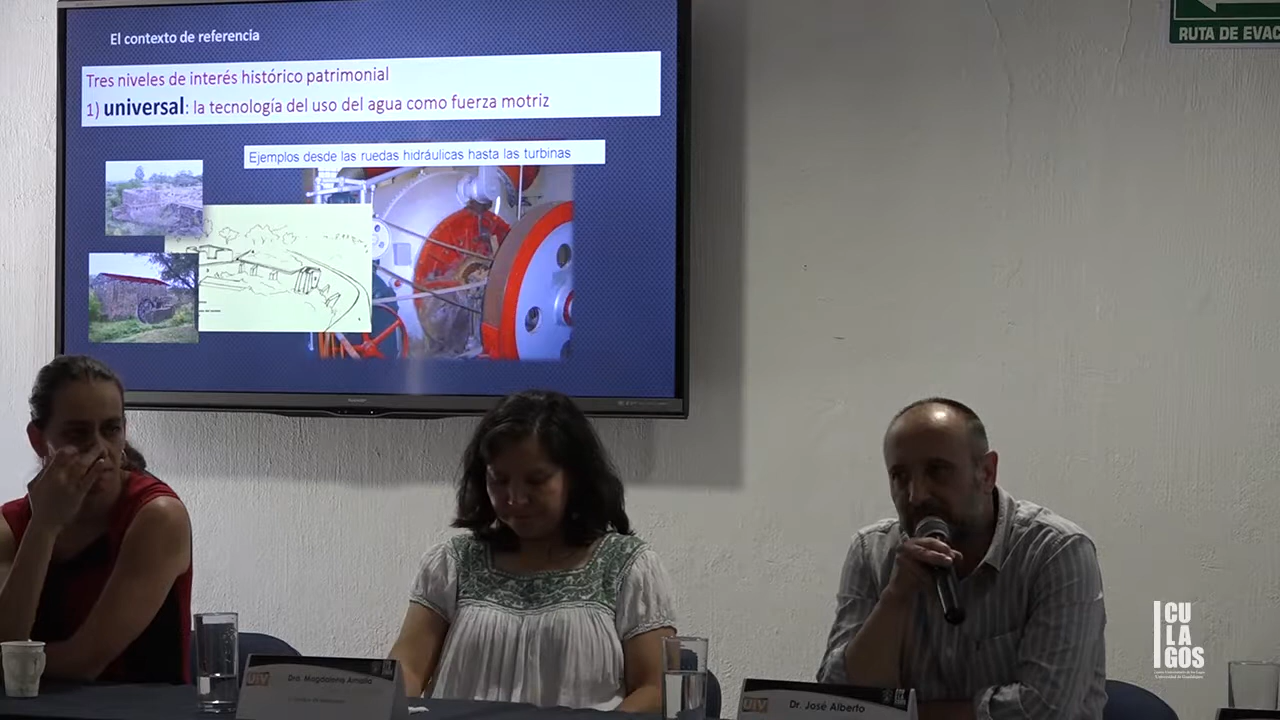 El contexto de referencia
Tres niveles de interés histórico patrimonial
1) universal: la tecnología del uso del agua como fuerza motriz
Ejemplos desde las ruedas hidráulicas hasta las turbinas
RUTA DE EVAC
Dra. Magdalena Amalia
Dr. José Alberto
CU
LA
GOS